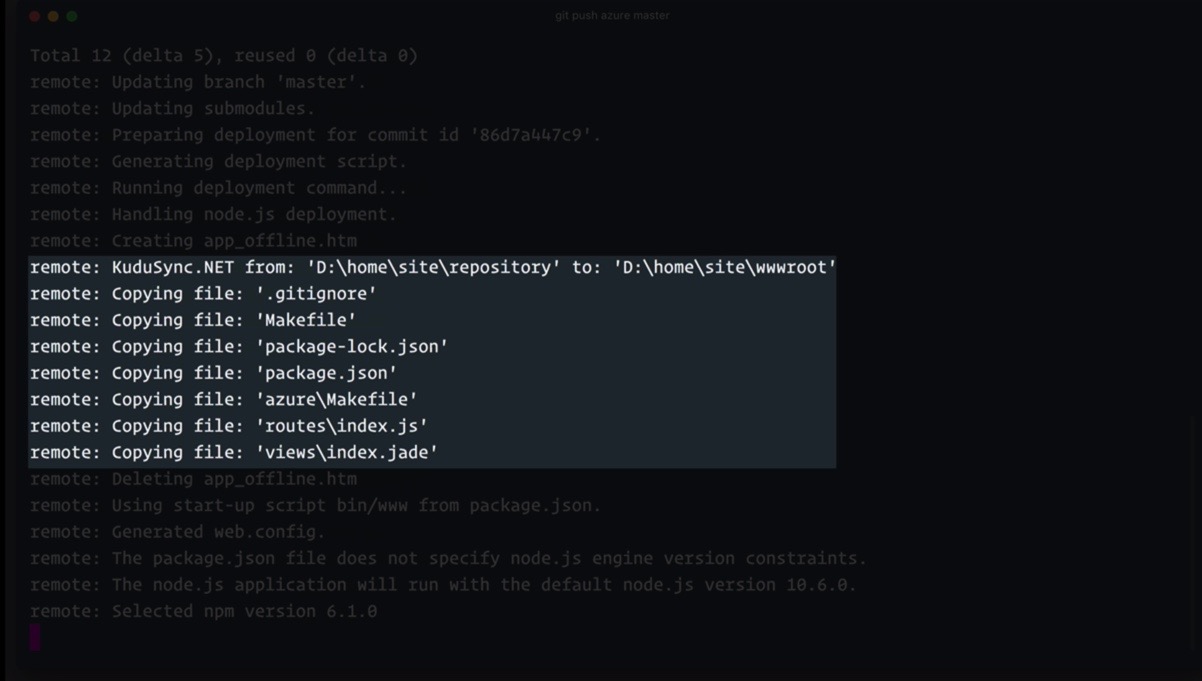 git push azure master
Total 12 (delta 5), reused 0 (delta 0)
remote: Updating branch 'master'.
remote: Updating submodules.
remote: Preparing deployment for commit id '86d7a447c9'.
remote: Generating deployment script.
remote: Running deployment command...
remote: Handling node.js deployment.
remote: Creating app_offline.htm
remote: KuduSync.NET from: 'D:\home\site\repository' to: 'D:\home\site\wwwroot'
remote: Copying file: '.gitignore'
remote: Copying file: 'Makefile'
remote: Copying file: 'package-lock.json'
remote: Copying file: 'package.json'
remote: Copying file: 'azure\Makefile'
remote: Copying file: 'routes\index.js'
remote: Copying file: 'views\index.jade'
remote: Deleting app_offline.htm
remote: Using start-up script bin/www from package.json.
remote: Generated web.config.
remote: The package.json file does not specify node.js engine version constraints.
remote: The node.js application will run with the default node.js version 10.6.0.
remote: Selected npm version 6.1.0